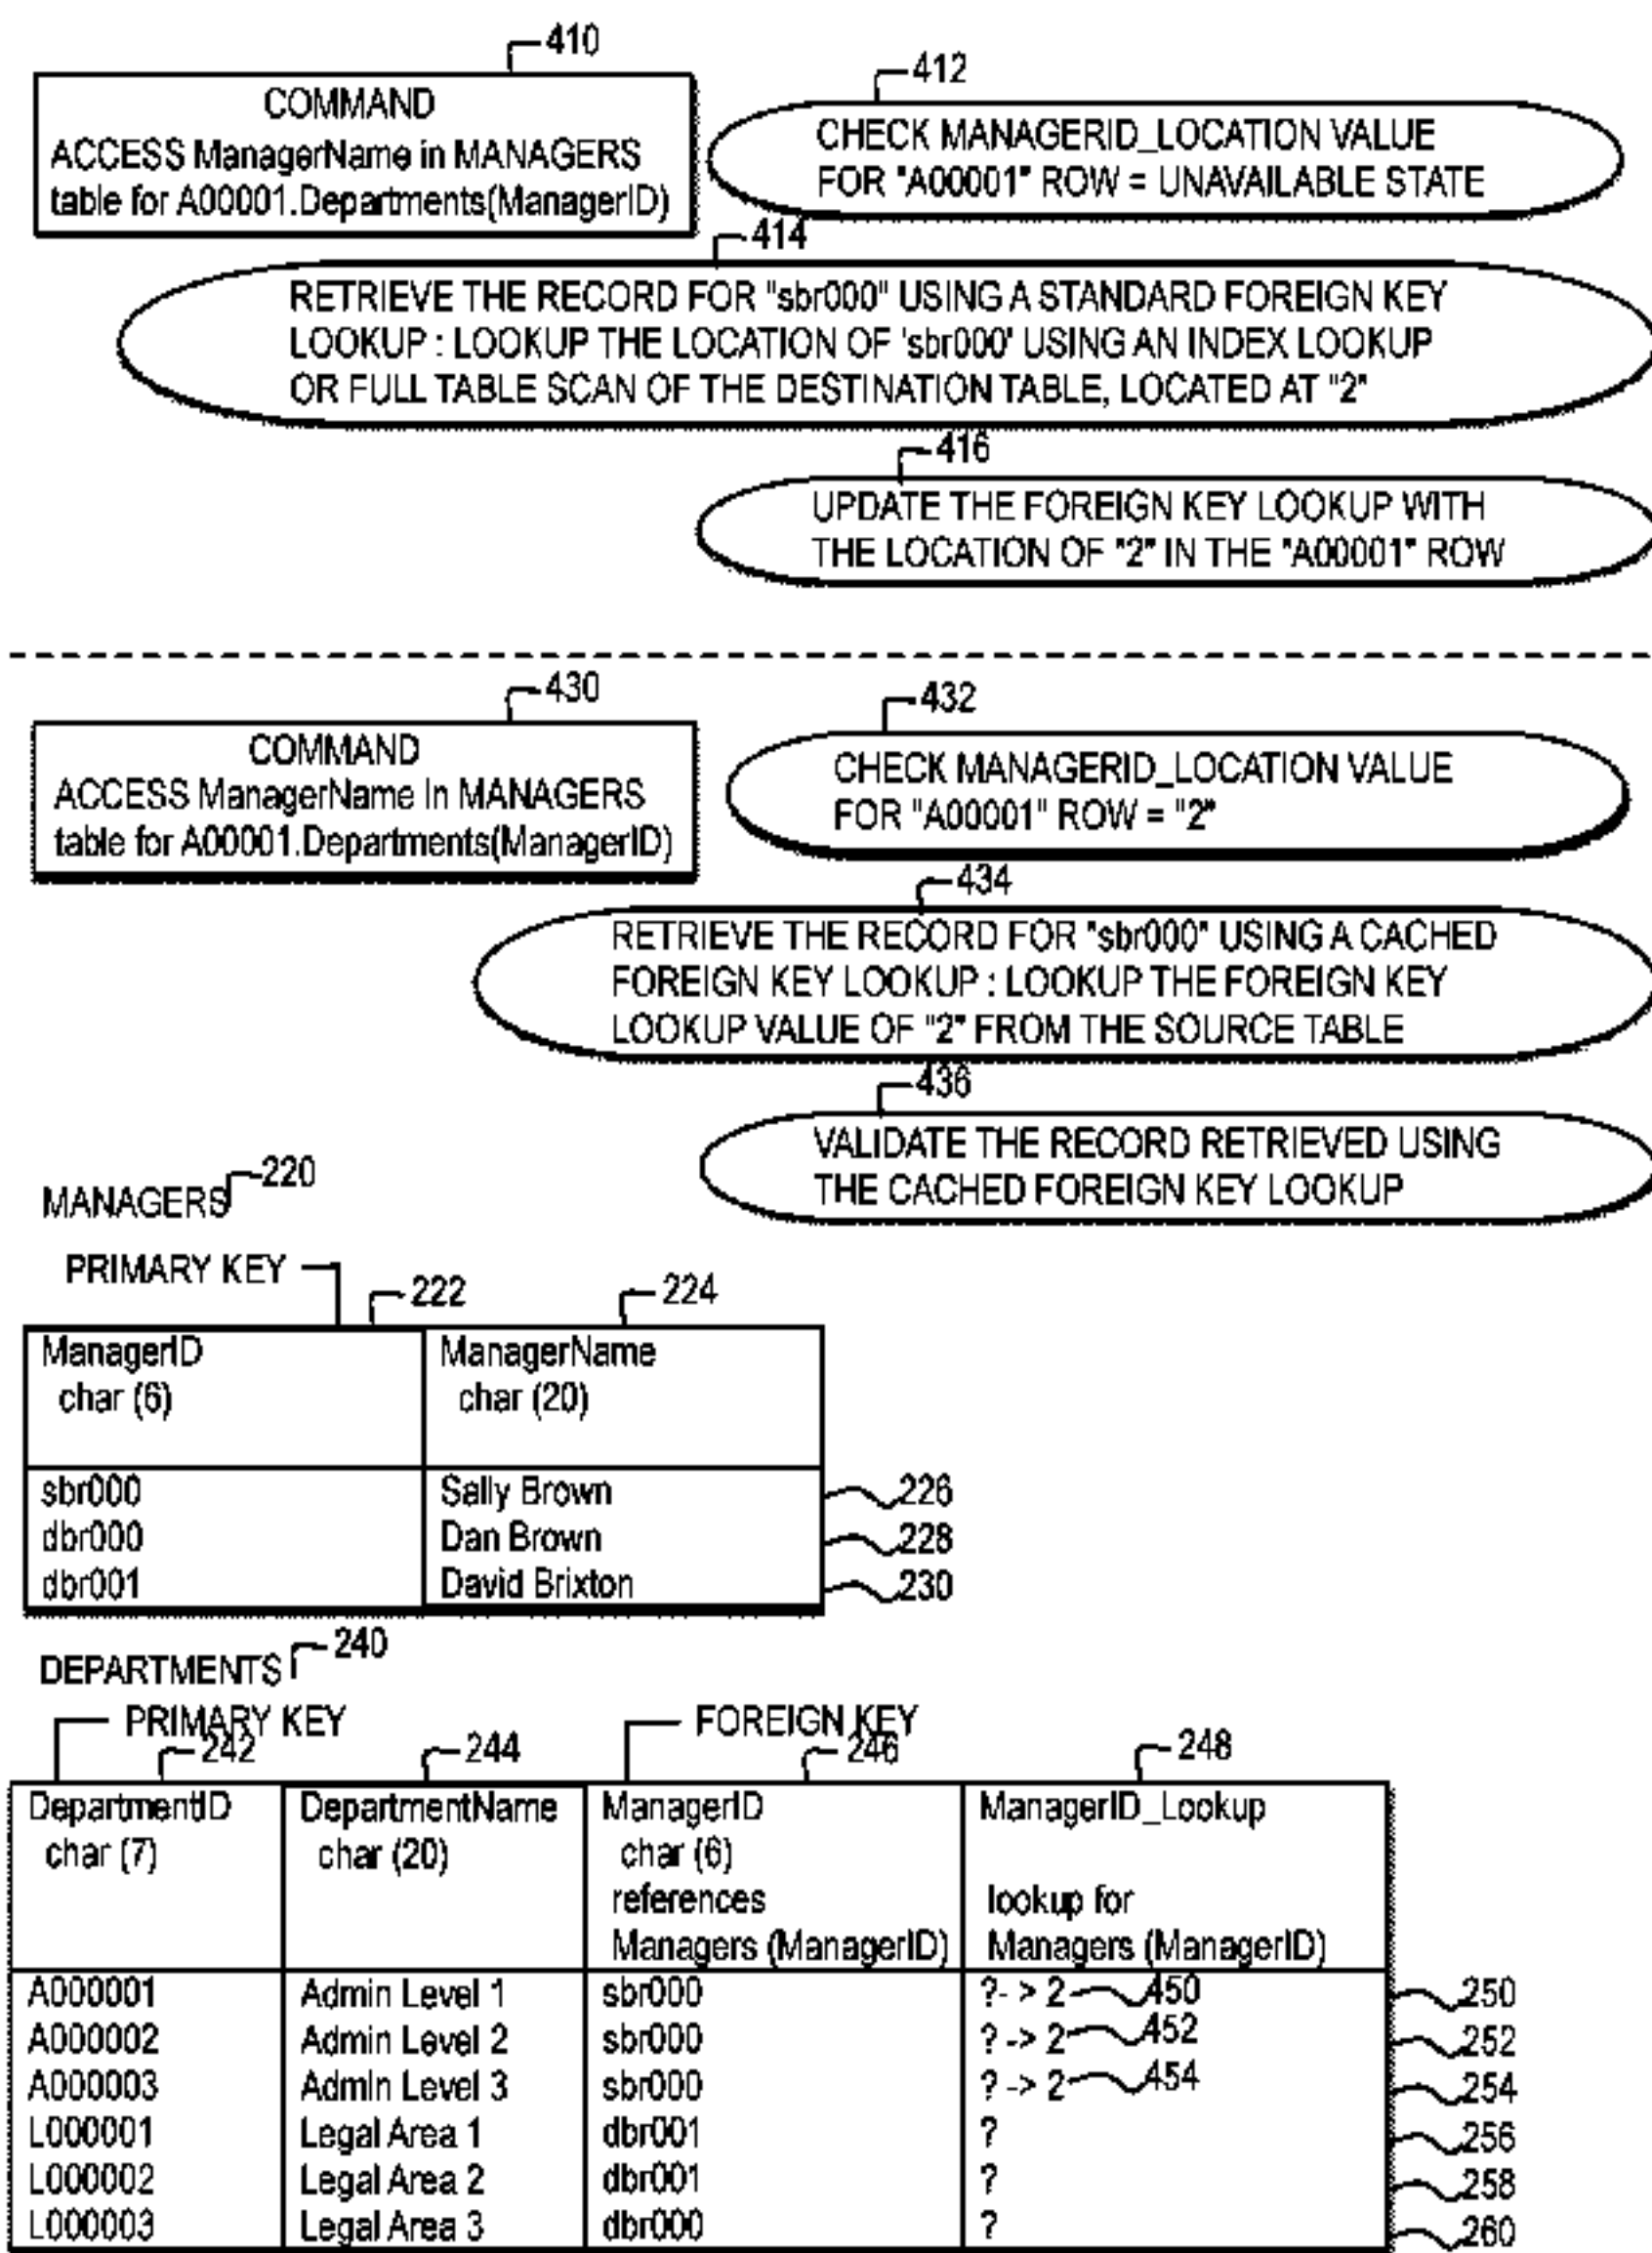 410
COMMAND
ACCESS ManagerName in MANAGERS
table for A00001.Departments(ManagerID)
412
CHECK MANAGERID_LOCATION VALUE
FOR "A00001" ROW = UNAVAILABLE STATE
414
RETRIEVE THE RECORD FOR "sbr000" USING A STANDARD FOREIGN KEY
LOOKUP : LOOKUP THE LOCATION OF 'sbr000' USING AN INDEX LOOKUP
OR FULL TABLE SCAN OF THE DESTINATION TABLE, LOCATED AT "2"
416
UPDATE THE FOREIGN KEY LOOKUP WITH
THE LOCATION OF "2" IN THE "A00001" ROW
430
COMMAND
ACCESS ManagerName In MANAGERS
table for A00001.Departments(ManagerID)
432
CHECK MANAGERID_LOCATION VALUE
FOR "A00001" ROW = "2"
434
RETRIEVE THE RECORD FOR "sbr000" USING A CACHED
FOREIGN KEY LOOKUP : LOOKUP THE FOREIGN KEY
LOOKUP VALUE OF "2" FROM THE SOURCE TABLE
436
VALIDATE THE RECORD RETRIEVED USING
THE CACHED FOREIGN KEY LOOKUP
MANAGERS 220
PRIMARY KEY 222 224
ManagerID ManagerName
char (6) char (20)
sbr000 Sally Brown 226
dbr000 Dan Brown 228
dbr001 David Brixton 230
DEPARTMENTS 240
PRIMARY KEY FOREIGN KEY
242 244 246 248
DepartmentID DepartmentName ManagerID ManagerID_Lookup
char (7) char (20) char (6)
references lookup for
Managers (ManagerID) Managers (ManagerID)
A000001 Admin Level 1 sbr000 ?- > 2 450 250
A000002 Admin Level 2 sbr000 ? -> 2 452 252
A000003 Admin Level 3 sbr000 ? -> 2 454 254
L000001 Legal Area 1 dbr001 ? 256
L000002 Legal Area 2 dbr001 ? 258
L000003 Legal Area 3 dbr000 ? 260